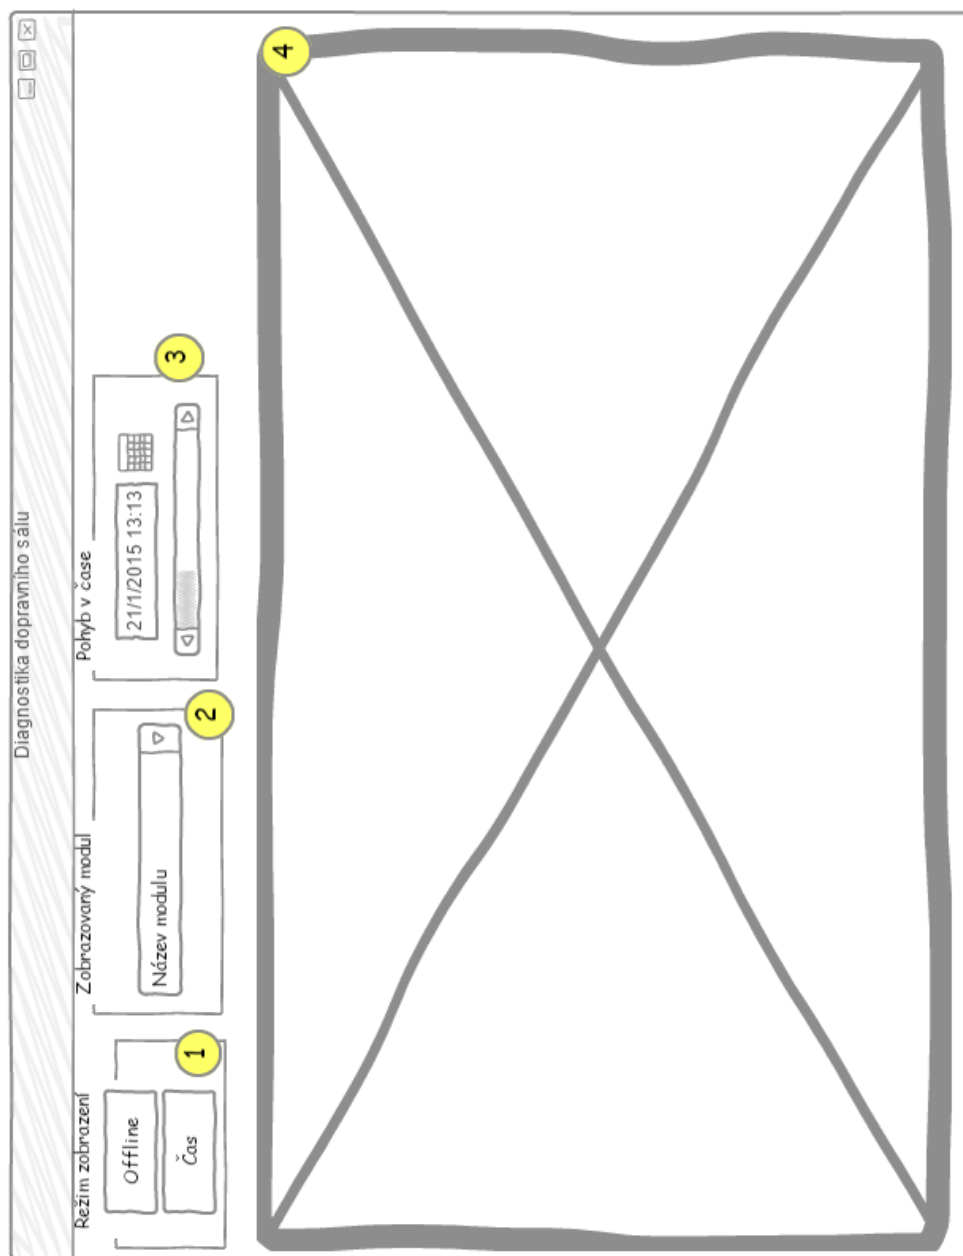 Diagnostika dopravního sálu
Režim zobrazení
Offline
Čas
1
Zobrazovaný modul
Název modulu
2
Pohyb v čase
21/1/2015 13:13
3
4